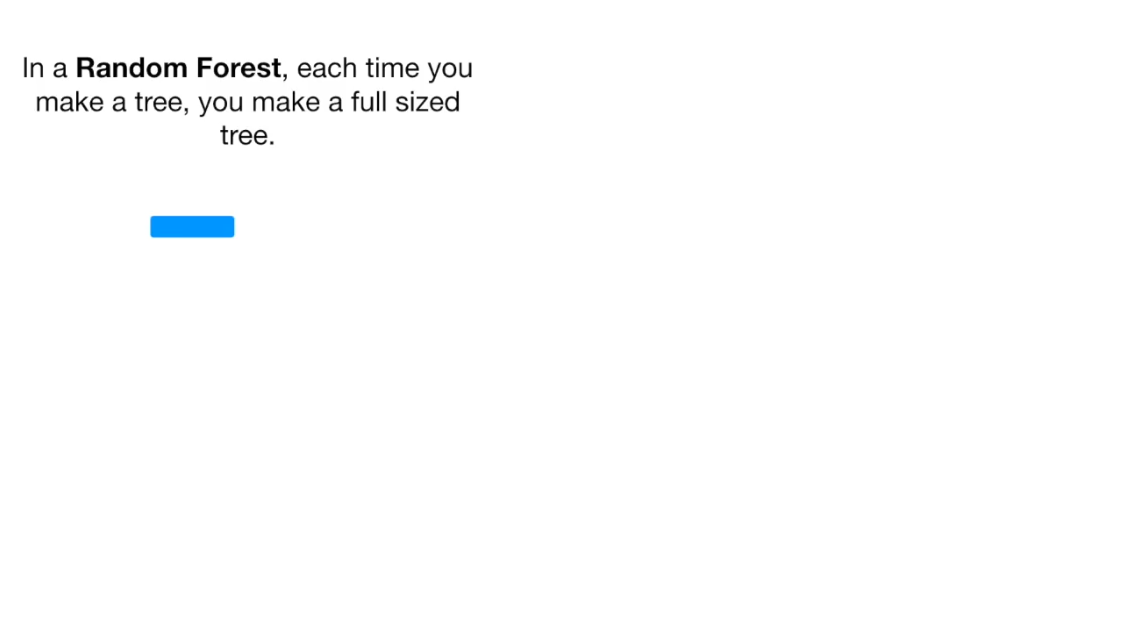 In a Random Forest, each time you
make a tree, you make a full sized
tree.